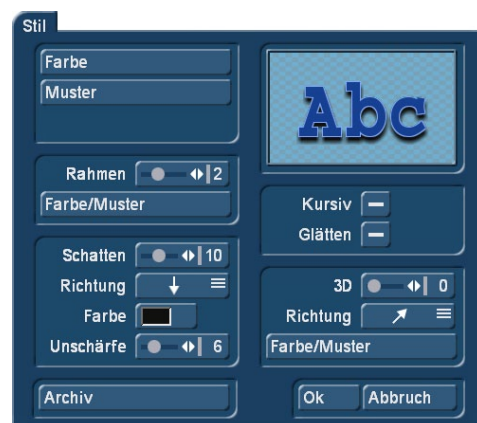 Stil
Farbe
Muster
Abc
Rahmen 2
Farbe/Muster
Kursiv
Glätten
Schatten 10
Richtung
Farbe
Unschärfe 6
3D 0
Richtung
Farbe/Muster
Archiv
Ok Abbruch